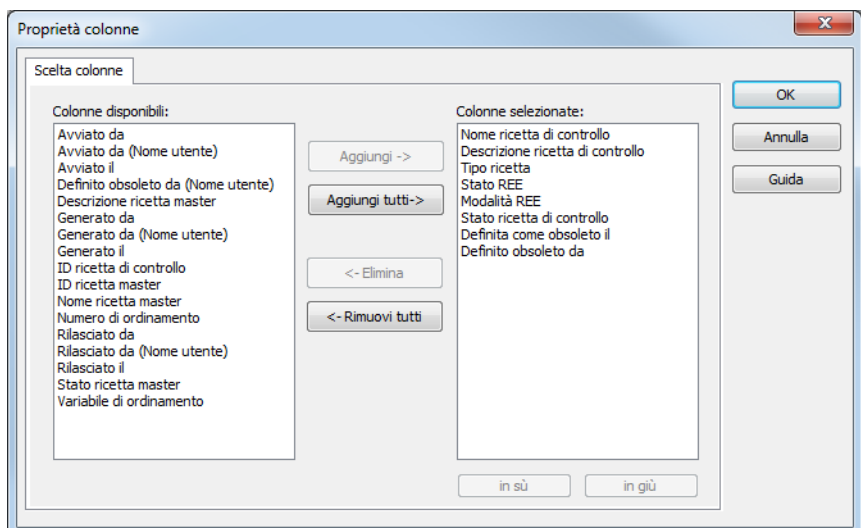 Proprietà colonne
Scelta colonne
Colonne disponibili:
Avviato da
Avviato da (Nome utente)
Avviato il
Definito obsoleto da (Nome utente)
Descrizione ricetta master
Generato da
Generato da (Nome utente)
Generato il
ID ricetta di controllo
ID ricetta master
Nome ricetta master
Numero di ordinamento
Rilasciato da
Rilasciato da (Nome utente)
Rilasciato il
Stato ricetta master
Variabile di ordinamento
Aggiungi ->
Aggiungi tutti->
<- Elimina
<- Rimuovi tutti
Colonne selezionate:
Nome ricetta di controllo
Descrizione ricetta di controllo
Tipo ricetta
Stato REE
Modalità REE
Stato ricetta di controllo
Definita come obsoleto il
Definito obsoleto da
in sù
in giù
OK
Annulla
Guida